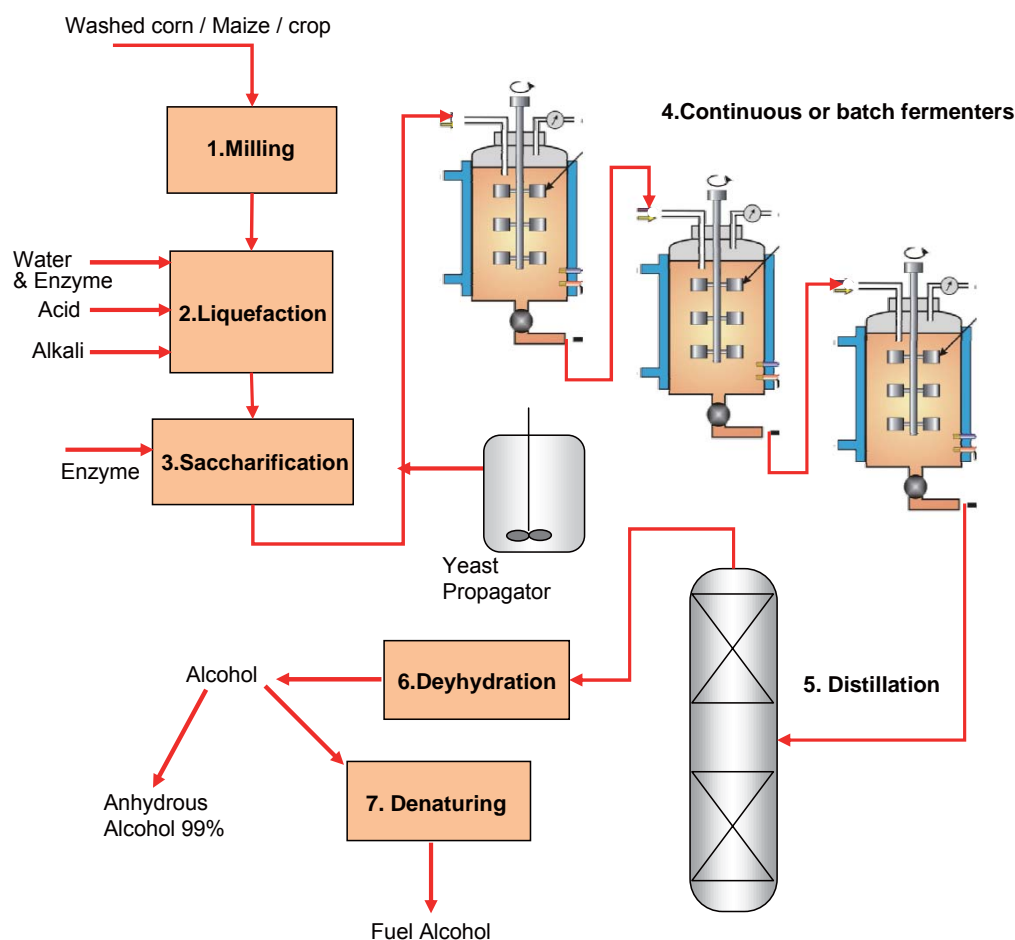 Washed corn / Maize / crop
1.Milling
4.Continuous or batch fermenters
Water
& Enzyme
Acid
Alkali
2.Liquefaction
Enzyme
3.Saccharification
Yeast
Propagator
Alcohol
6.Deyhydration
5. Distillation
Anhydrous
Alcohol 99%
7. Denaturing
Fuel Alcohol